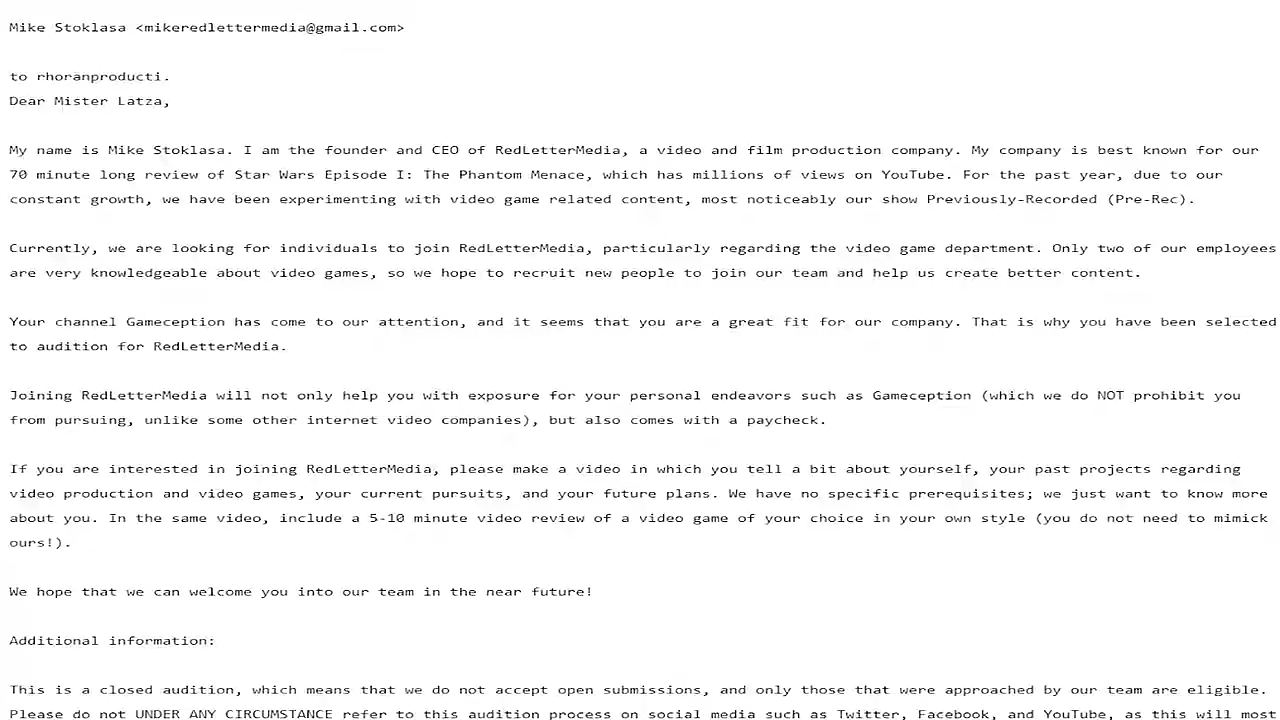 Mike Stoklasa <mikeredlettermedia@gmail.com>
to rhoranproducti.
Dear Mister Latza,
My name is Mike Stoklasa. I am the founder and CEO of RedLetterMedia, a video and film production company. My company is best known for our
70 minute long review of Star Wars Episode I: The Phantom Menace, which has millions of views on YouTube. For the past year, due to our
constant growth, we have been experimenting with video game related content, most noticeably our show Previously-Recorded (Pre-Rec).
Currently, we are looking for individuals to join RedLetterMedia, particularly regarding the video game department. Only two of our employees
are very knowledgeable about video games, so we hope to recruit new people to join our team and help us create better content.
Your channel Gameception has come to our attention, and it seems that you are a great fit for our company. That is why you have been selected
to audition for RedLetterMedia.
Joining RedLetterMedia will not only help you with exposure for your personal endeavors such as Gameception (which we do NOT prohibit you
from pursuing, unlike some other internet video companies), but also comes with a paycheck.
If you are interested in joining RedLetterMedia, please make a video in which you tell a bit about yourself, your past projects regarding
video production and video games, your current pursuits, and your future plans. We have no specific prerequisites; we just want to know more
about you. In the same video, include a 5-10 minute video review of a video game of your choice in your own style (you do not need to mimick
ours!).
We hope that we can welcome you into our team in the near future!
Additional information:
This is a closed audition, which means that we do not accept open submissions, and only those that were approached by our team are eligible.
Please do not UNDER ANY CIRCUMSTANCE refer to this audition process on social media such as Twitter, Facebook, and YouTube, as this will most